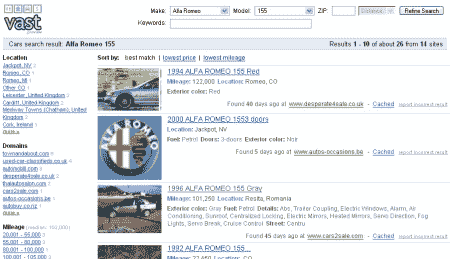 vast
Make: Alfa Romeo Model: 155 ZIP: Refine Search
Keywords:
Cars search result: Alfa Romeo 155 Results 1 - 10 of about 26 from 14 sites
Sort by: best match | lowest price | lowest mileage
Location
Jackpot, NV
Romeo, CO
Romeo, MI
Other, CO
Leicester, United Kingdom
Cardiff, United Kingdom
Medway Towns (Chatham), United Kingdom
Cork, Ireland
Domains
townandabout.com
used-car-classifieds.co.uk
automobili.com
desperate4sale.co.uk
thaiautosion.com
cars2sale.com
autos-occasions.be
autobuy.co.nz
Mileage
20,001 - 55,000
55,001 - 80,000
80,001 - 100,000
100,001 - 105,000
1994 ALFA ROMEO 155 Red
Mileage: 122,000 Location: Romeo, CO
Exterior color: Red
Found 40 days ago at www.desperate4sale.co.uk - Cached report incorrect result
2000 ALFA ROMEO 1553 doors
Location: Jackpot, NV
Fuel: Petrol Doors: 3-doors Exterior color: Noir
Found 5 days ago at www.autos-occasions.be - Cached report incorrect result
1996 ALFA ROMEO 155 Gray
Mileage: 101,250 Location: Resita, Romania
Exterior color: Gray Fuel: Petrol Details: Abs, Trailer Coupling, Electric Windows, Alarm, Air
Conditioning, Sunroof, Centralized Locking, Electric Mirrors, Heated Mirrors, Servo Direction, Fog
Lights, Servo Brake, Cruise Control Street: Centru
Found 45 days ago at www.cars2sale.com - Cached report incorrect result
1992 ALFA ROMEO 155...